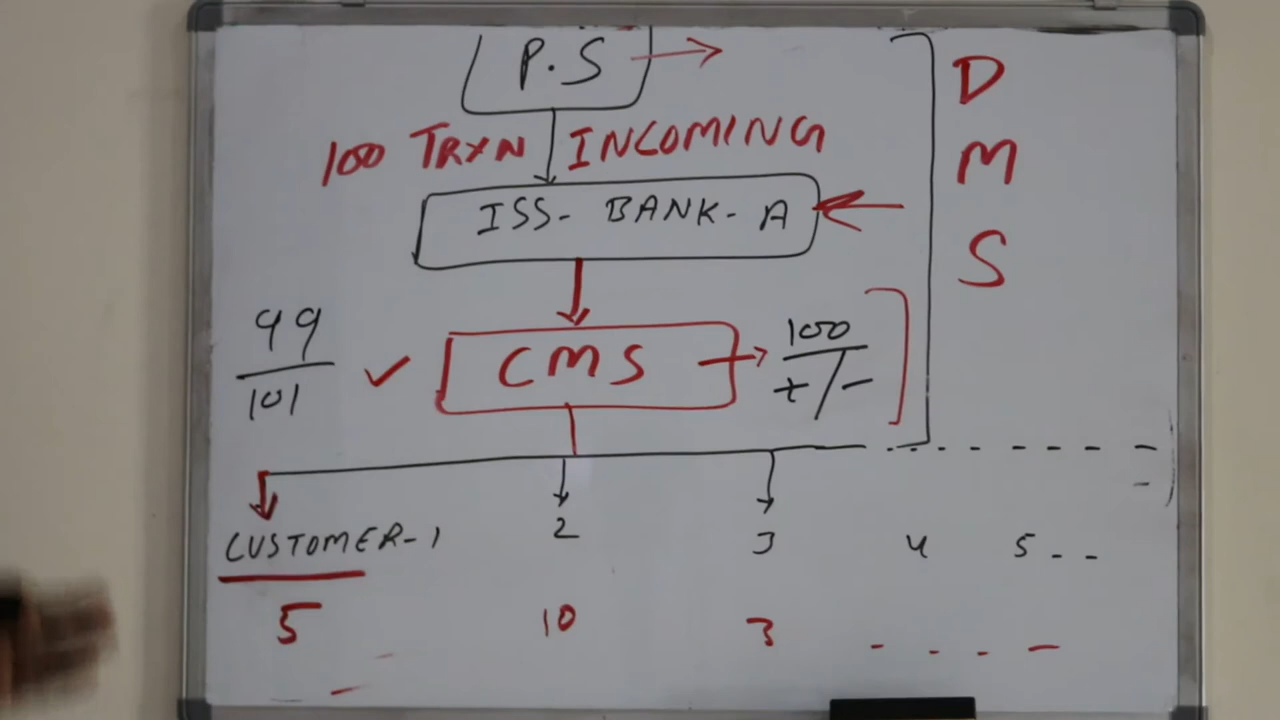 P.S
100 TRXN INCOMING
D
M
S
ISS- BANK- A
99
101
CMS
100
+/-
CUSTOMER-1 2 3 4 5 - -
5 10 3 - - - -